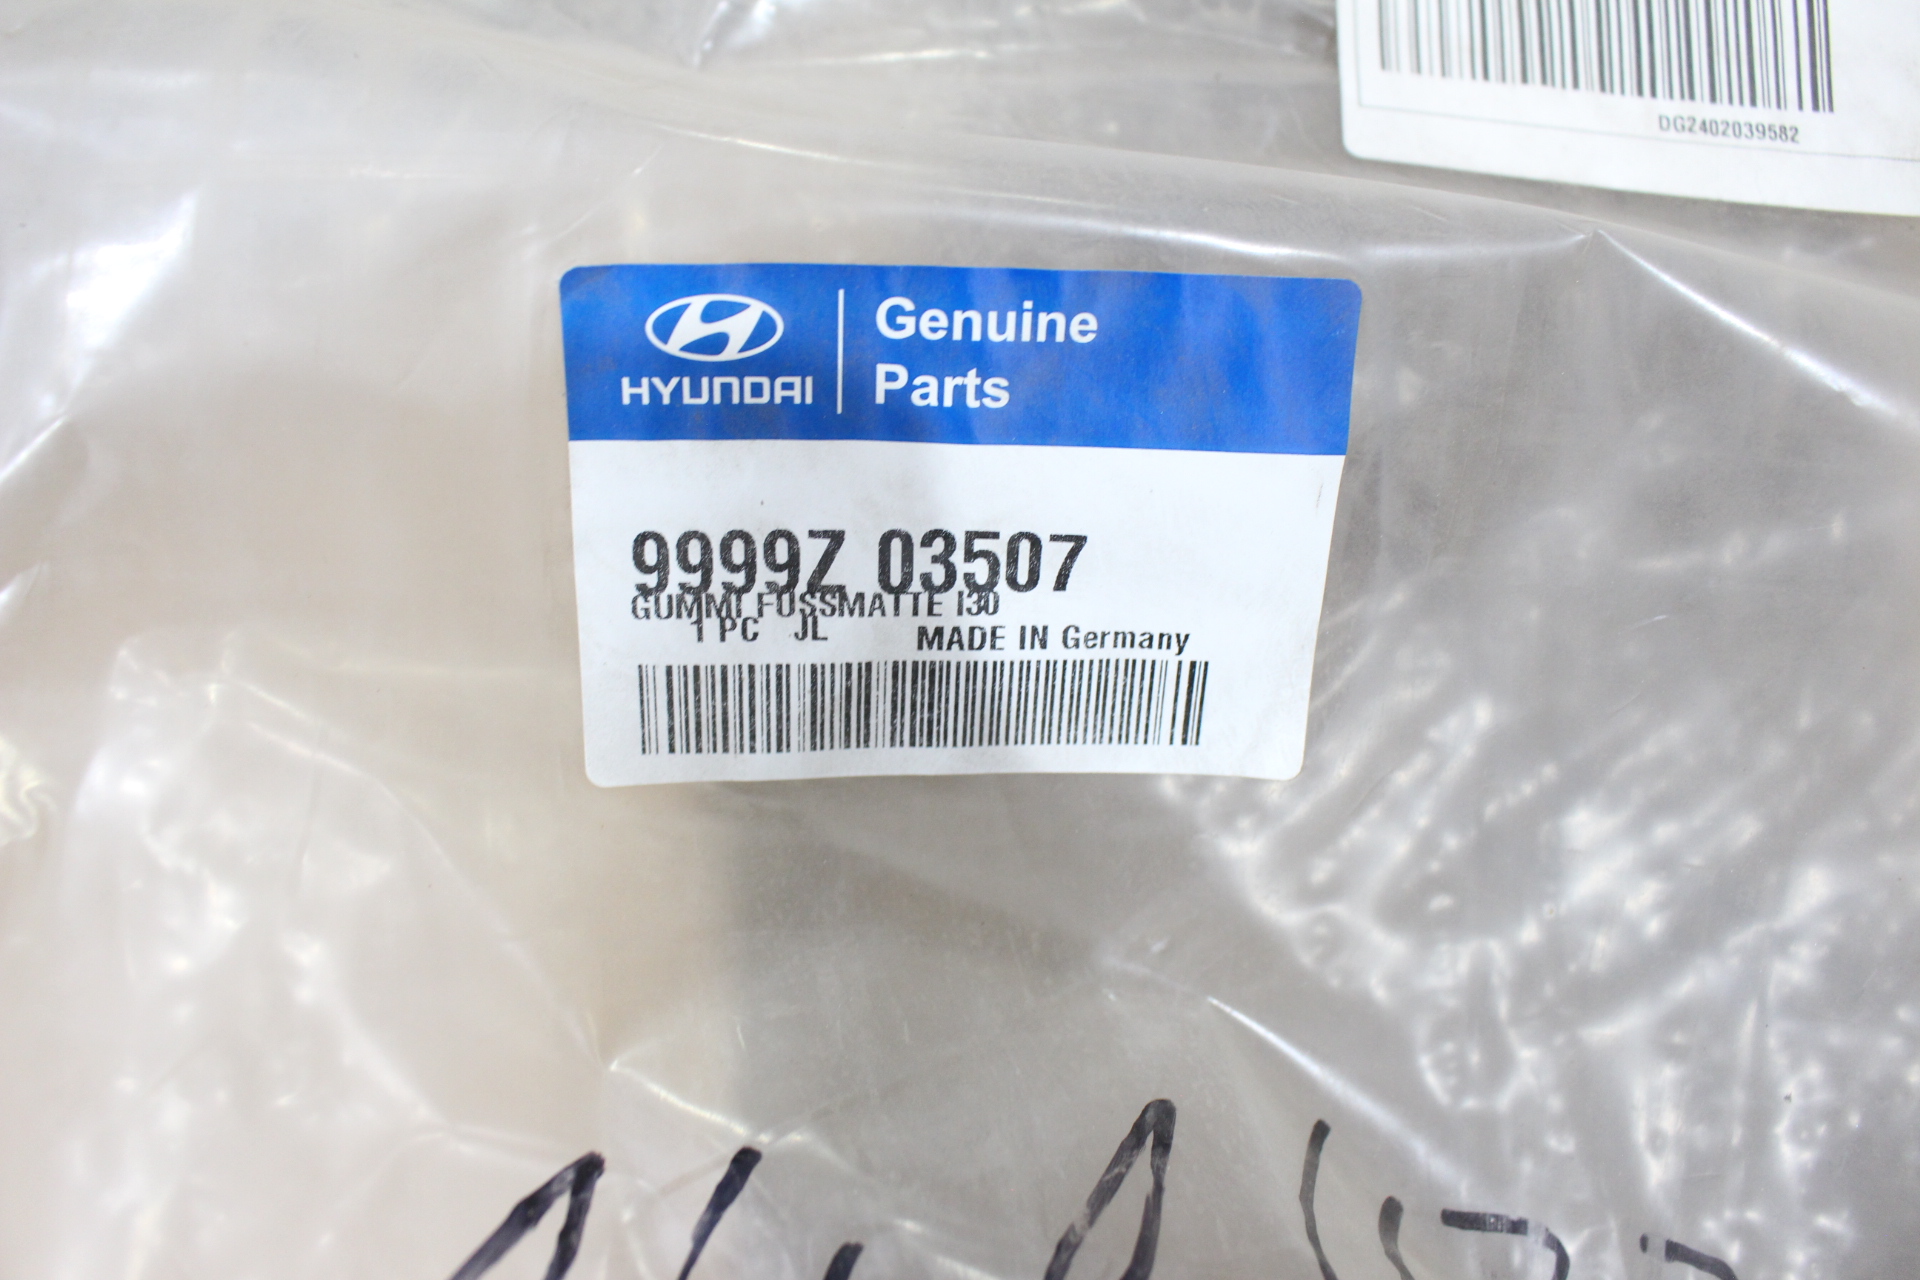 DG2402039582
HYUNDAI
Genuine
Parts
9999Z 03507
GUMMI FUSSMATTE I30
1 PC JL MADE IN Germany